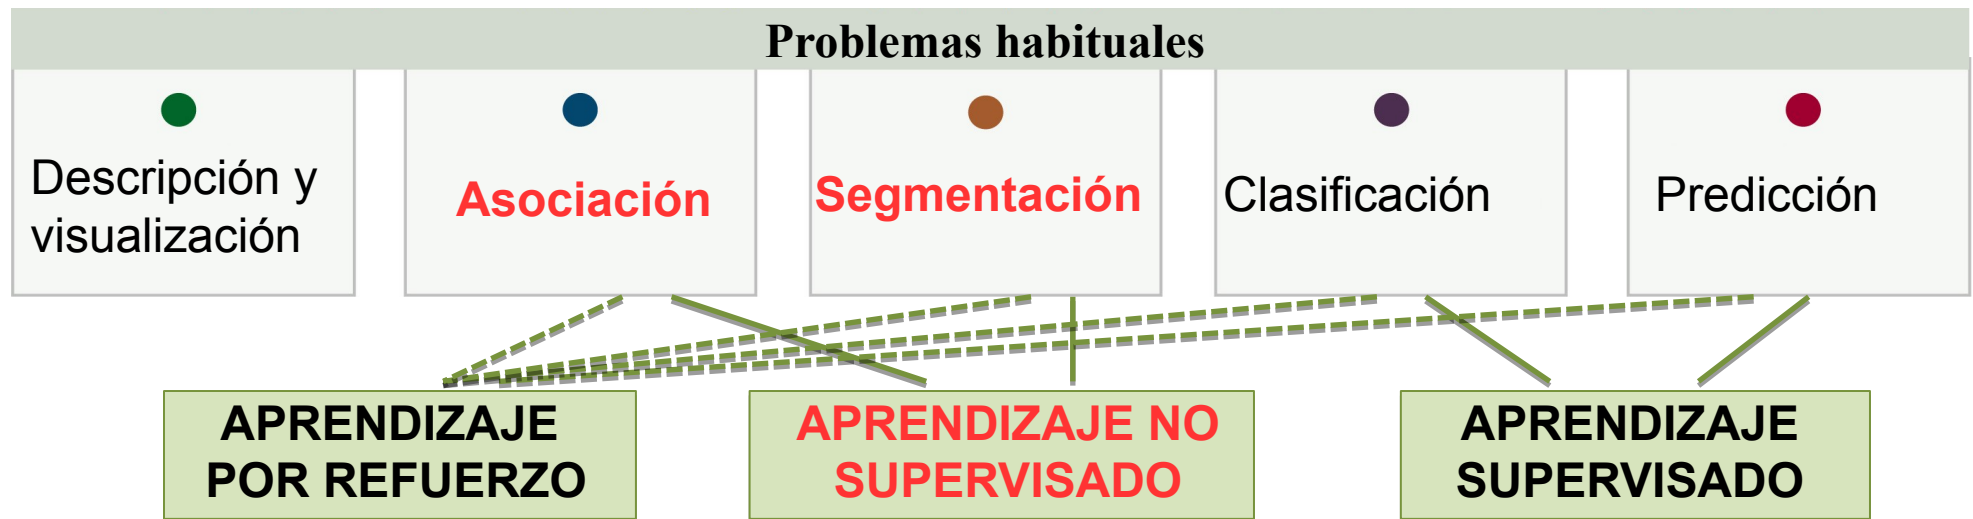 Problemas habituales
Descripción y
visualización
Asociación
Segmentación
Clasificación
Predicción
APRENDIZAJE
POR REFUERZO
APRENDIZAJE NO
SUPERVISADO
APRENDIZAJE
SUPERVISADO